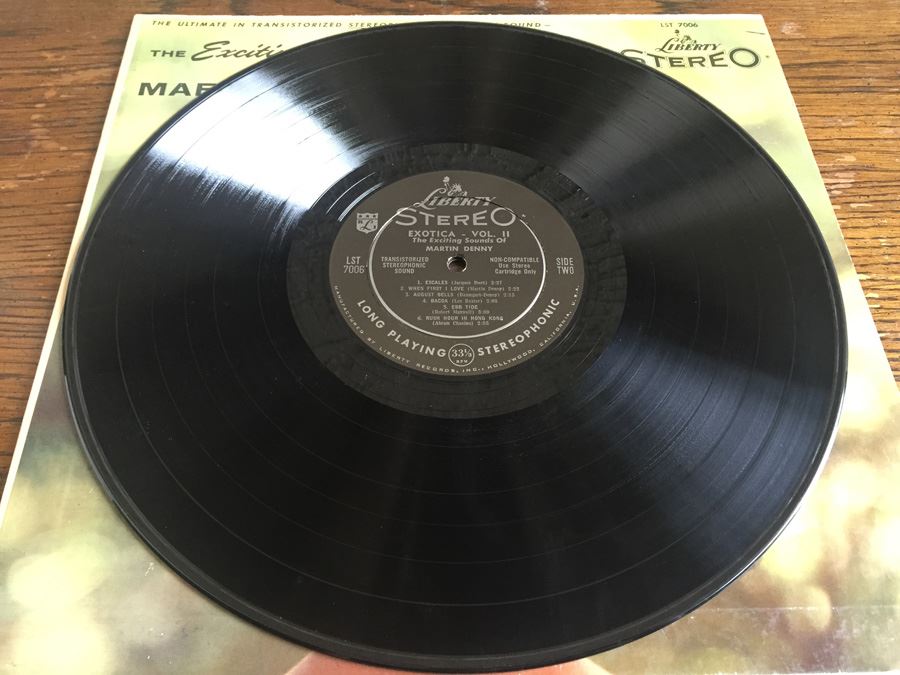 THE ULTIMATE IN TRANSISTORIZED STEREOP
OUND—
LST 7006
THE Exciti
LIBERTY
STEREO
MAR
LIBERTY
STEREO
EXOTICA - VOL. II
The Exciting Sounds Of
MARTIN DENNY
LST
7006
TRANSISTORIZED
STEREOPHONIC
SOUND
NON-COMPATIBLE
Use Stereo
Cartridge Only
SIDE
TWO
1. ESCALES (Jacques Ibert)
2. WHEN FIRST I LOVE (Martin Denny)
3. AUGUST BELLS
4. BACOA (Les Baxter)
5. EBB TIDE
(Robert Maxwell)
6. RUSH HOUR IN HONG KONG
(Abram Chasins)
LONG PLAYING 33⅓ RPM STEREOPHONIC
MANUFACTURED BY LIBERTY RECORDS, INC., HOLLYWOOD, CALIFORNIA, U.S.A.